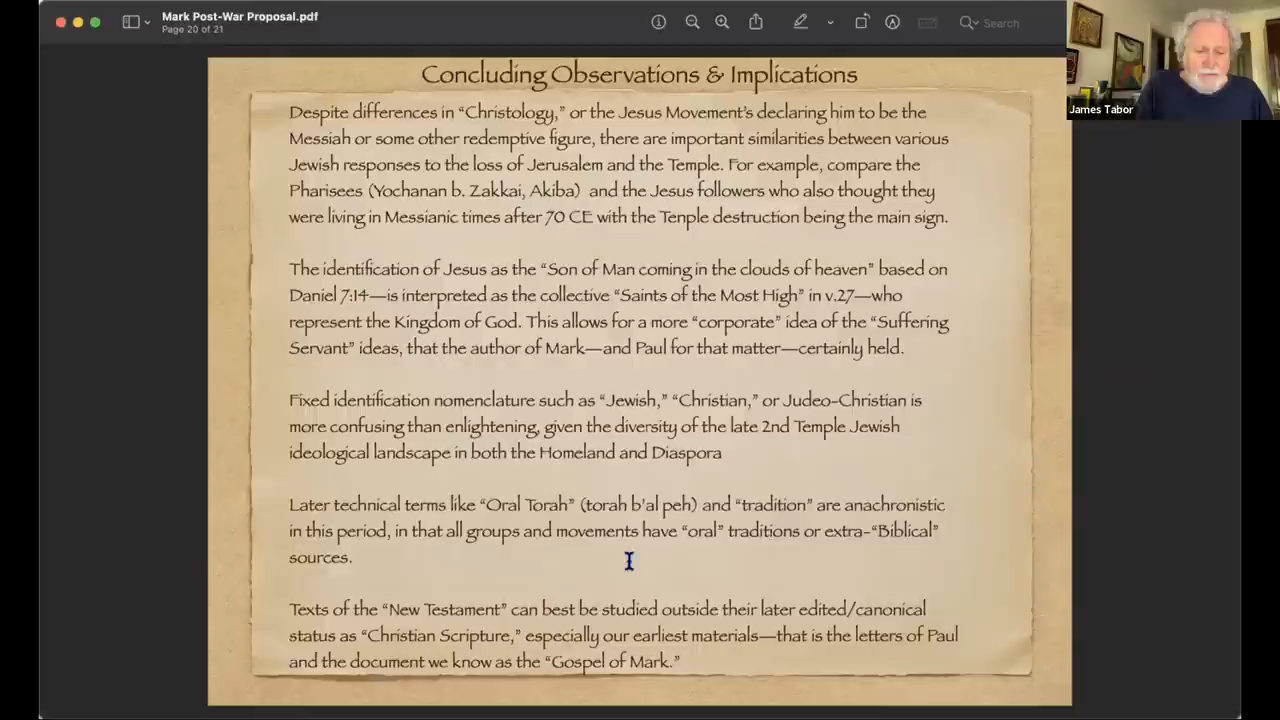 Mark Post-War Proposal.pdf
Page 20 of 21
Search
James Tabor
Concluding Observations & Implications
Despite differences in “Christology,” or the Jesus Movement’s declaring him to be the
Messiah or some other redemptive figure, there are important similarities between various
Jewish responses to the loss of Jerusalem and the Temple. For example, compare the
Pharisees (Yochanan b. Zakkai, Akiba) and the Jesus followers who also thought they
were living in Messianic times after 70 CE with the Tenple destruction being the main sign.
The identification of Jesus as the “Son of Man coming in the clouds of heaven” based on
Daniel 7:14—is interpreted as the collective “Saints of the Most High” in v.27—who
represent the Kingdom of God. This allows for a more “corporate” idea of the “Suffering
Servant” ideas, that the author of Mark—and Paul for that matter—certainly held.
Fixed identification nomenclature such as “Jewish,” “Christian,” or Judeo-Christian is
more confusing than enlightening, given the diversity of the late 2nd Temple Jewish
ideological landscape in both the Homeland and Diaspora
Later technical terms like “Oral Torah” (torah b’al peh) and “tradition” are anachronistic
in this period, in that all groups and movements have “oral” traditions or extra-“Biblical”
sources.
Texts of the “New Testament” can best be studied outside their later edited/canonical
status as “Christian Scripture,” especially our earliest materials—that is the letters of Paul
and the document we know as the “Gospel of Mark.”